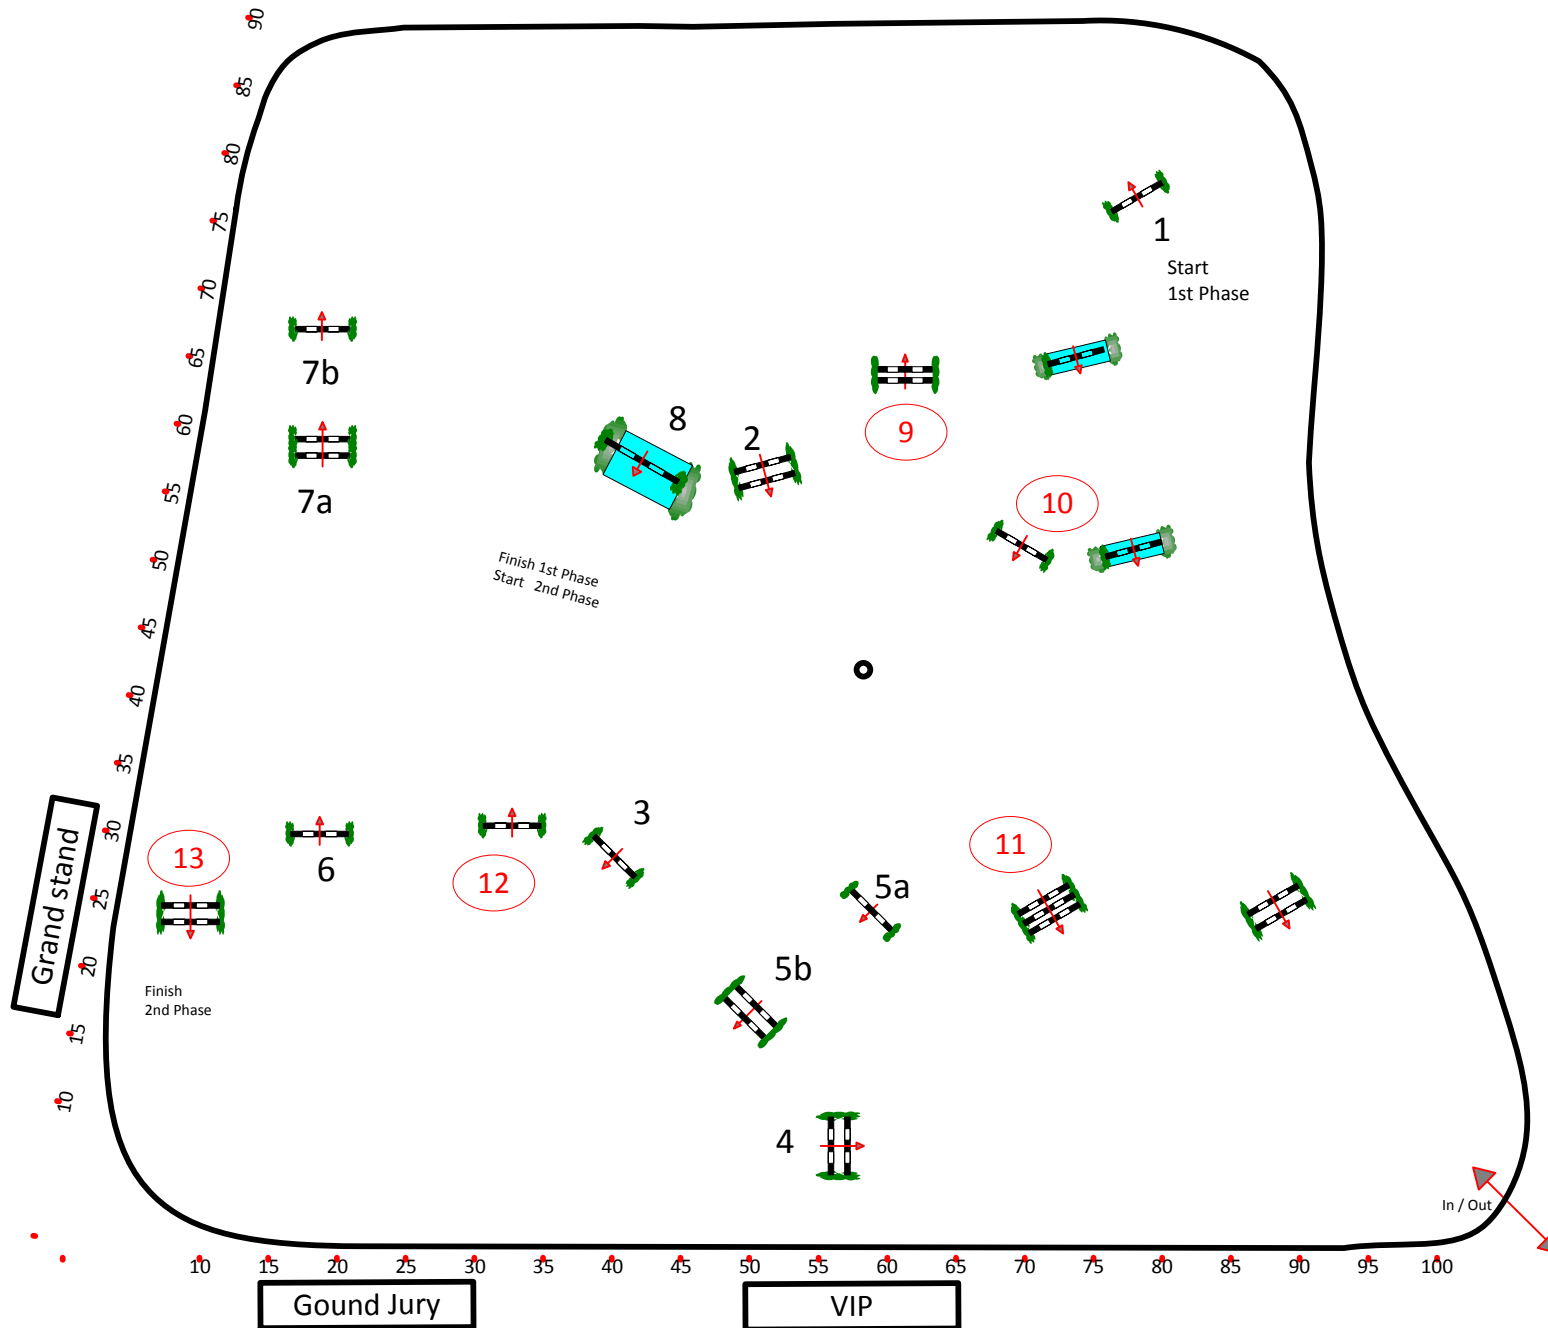 90
85
80
75
70
65
60
55
50
45
40
35
30
25
20
15
10
1
Start
1st Phase
7b
7a
8
2
9
10
Finish 1st Phase
Start 2nd Phase
3
6
12
13
11
5a
5b
4
Grand stand
Finish
2nd Phase
In / Out
10 15 20 25 30 35 40 45 50 55 60 65 70 75 80 85 90 95 100
Gound Jury
VIP